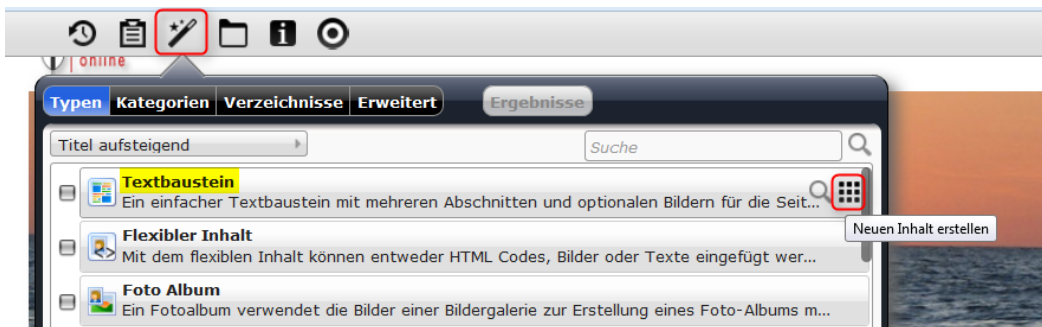 online
Typen Kategorien Verzeichnisse Erweitert Ergebnisse
Titel aufsteigend Suche
Textbaustein
Ein einfacher Textbaustein mit mehreren Abschnitten und optionalen Bildern für die Seit...
Neuen Inhalt erstellen
Flexibler Inhalt
Mit dem flexiblen Inhalt können entweder HTML Codes, Bilder oder Texte eingefügt wer...
Foto Album
Ein Fotoalbum verwendet die Bilder einer Bildergalerie zur Erstellung eines Foto-Albums m...